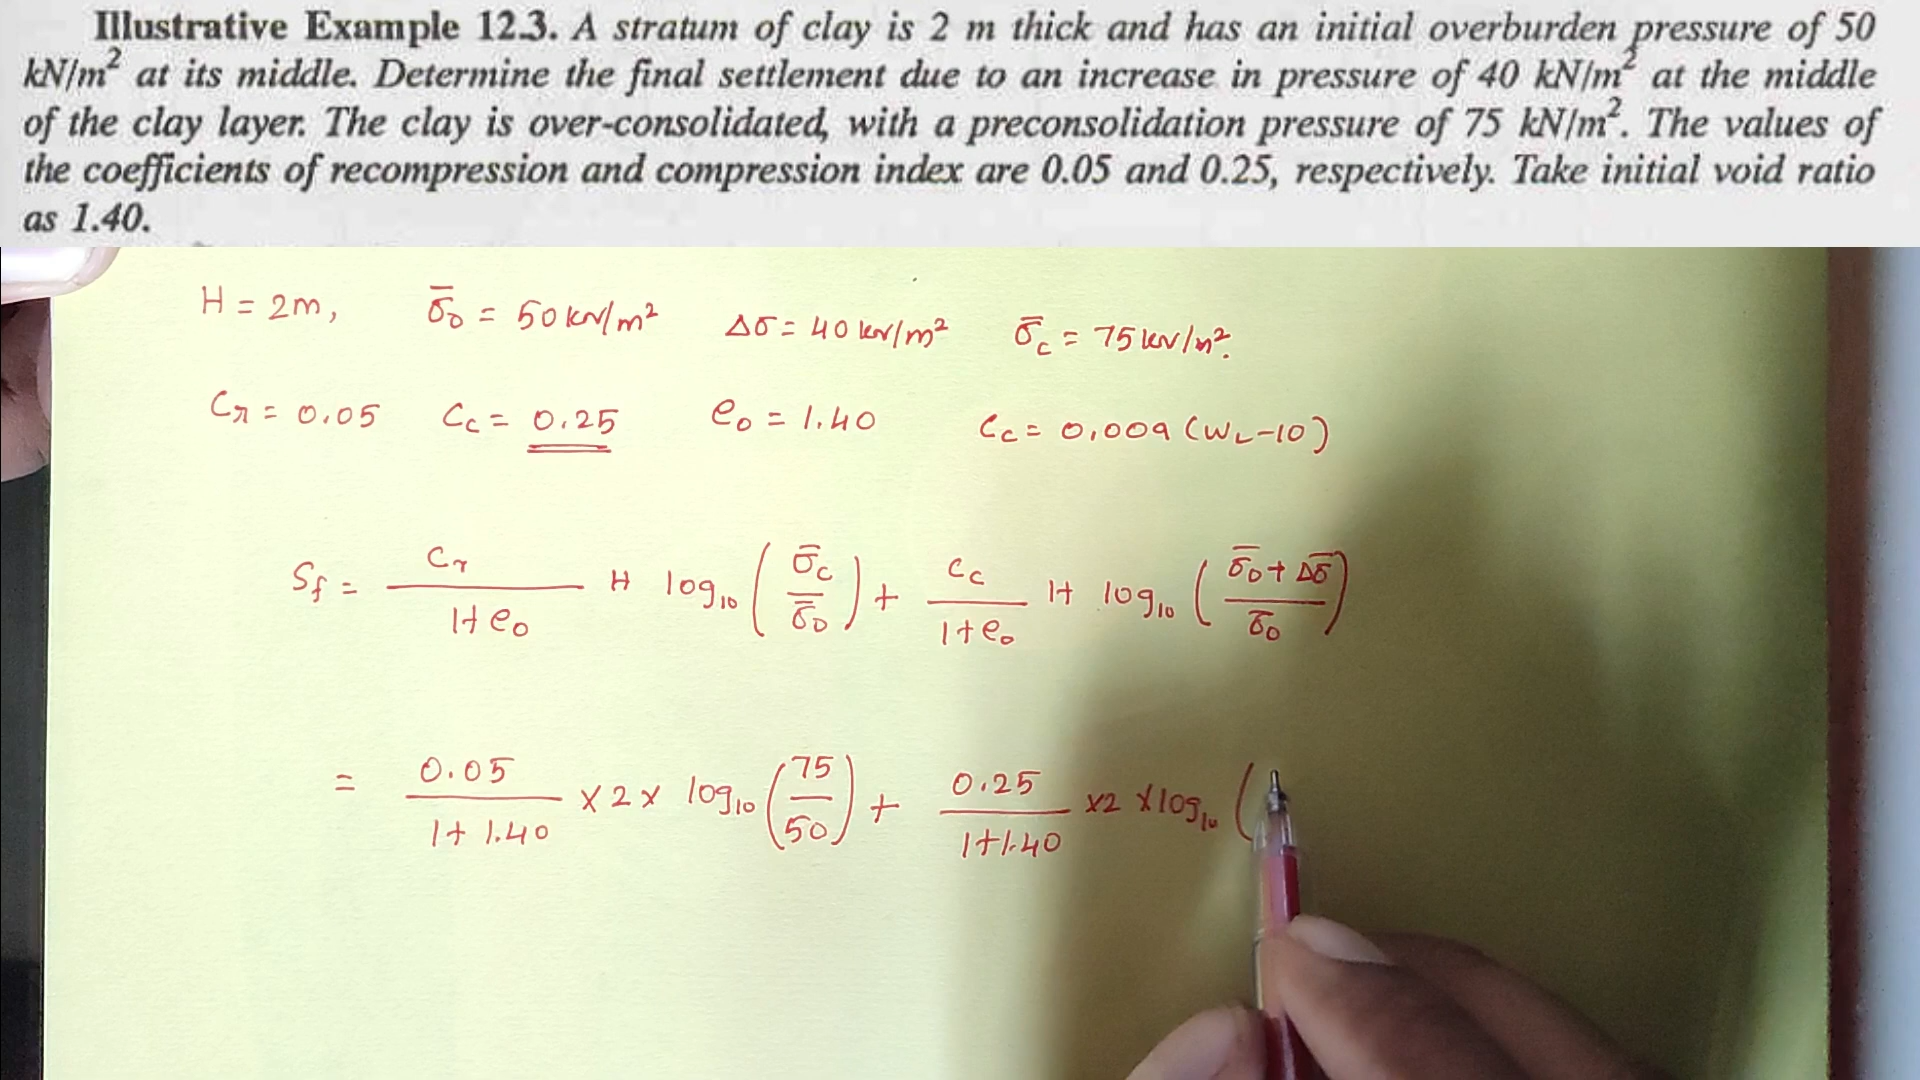 Illustrative Example 12.3. A stratum of clay is 2 m thick and has an initial overburden pressure of 50
kN/m² at its middle. Determine the final settlement due to an increase in pressure of 40 kN/m² at the middle
of the clay layer. The clay is over-consolidated, with a preconsolidation pressure of 75 kN/m². The values of
the coefficients of recompression and compression index are 0.05 and 0.25, respectively. Take initial void ratio
as 1.40.
H = 2m, σ̄₀ = 50 kN/m² Δσ = 40 kN/m² σ̄c = 75 kN/m².
Cr = 0.05 Cc = 0.25 e₀ = 1.40 Cc = 0.009 (WL-10)
Sf = Cr / 1+e₀ H log₁₀ (σ̄c / σ̄₀) + Cc / 1+e₀ H log₁₀ (σ̄₀ + Δσ̄ / σ̄₀)
= 0.05 / 1+1.40 × 2 × log₁₀ (75 / 50) + 0.25 / 1+1.40 × 2 × log₁₀ (